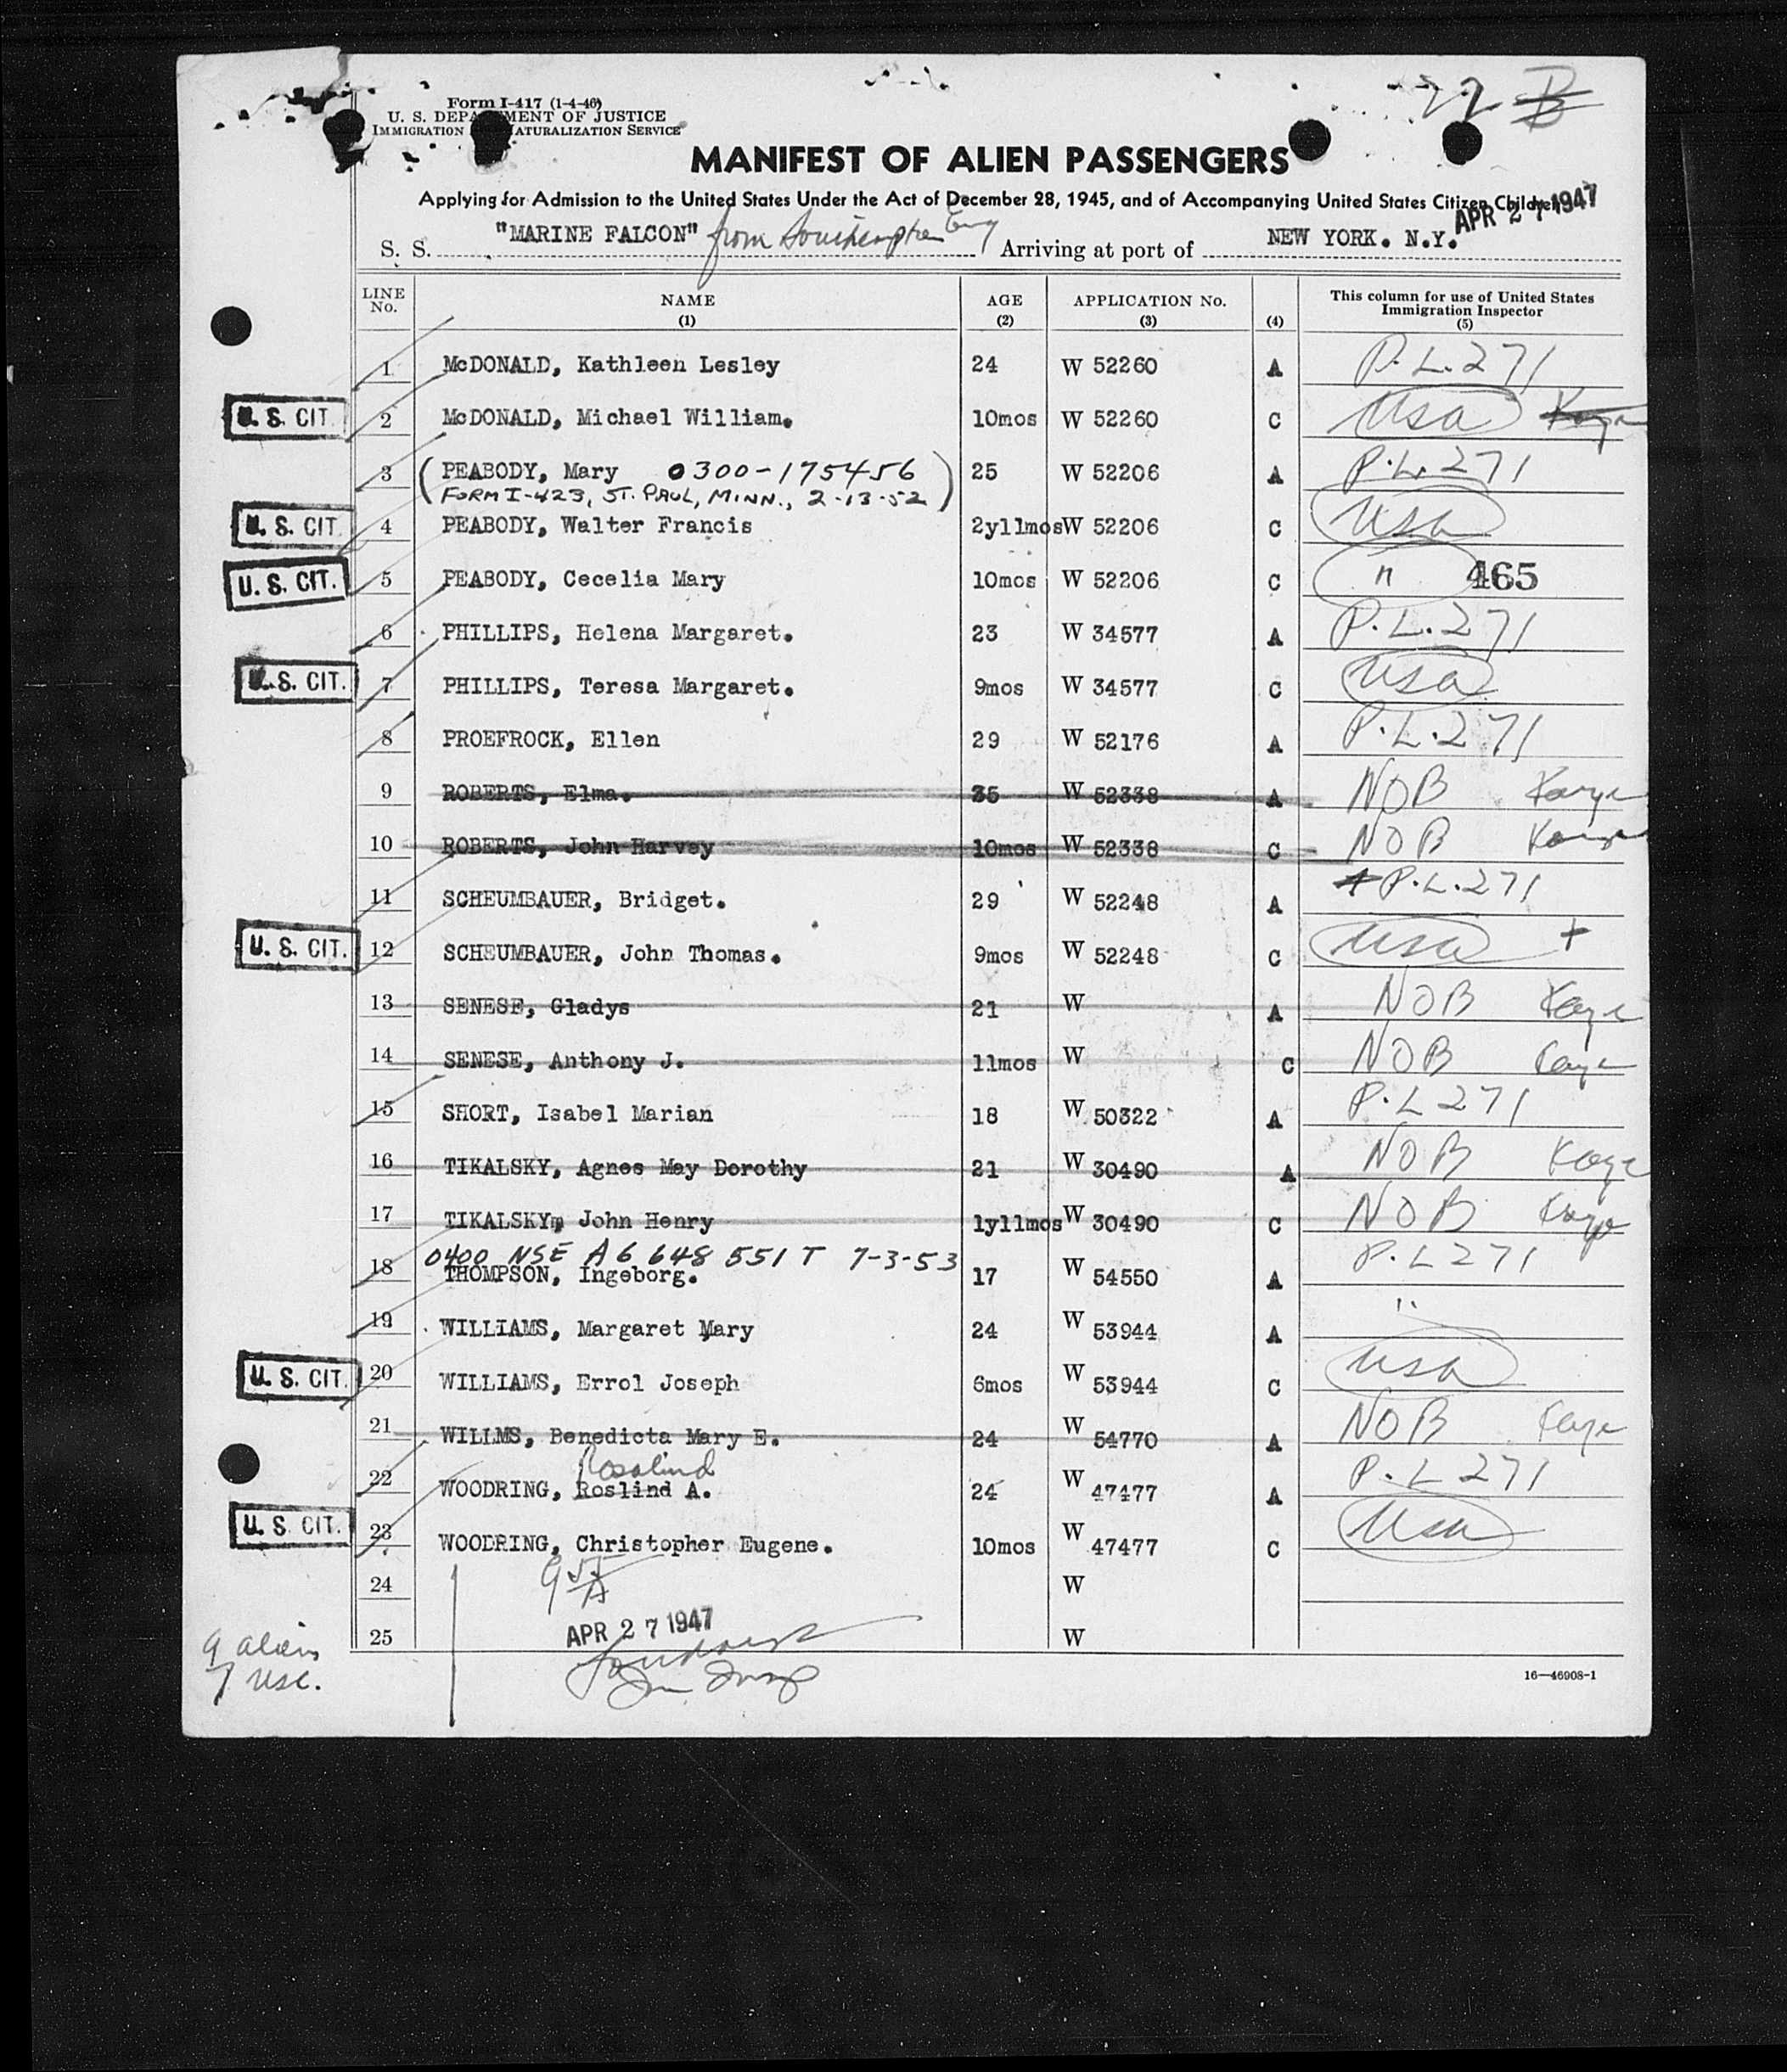 22 B
Form I-417 (1-4-46)
U. S. DEPARTMENT OF JUSTICE
IMMIGRATION NATURALIZATION SERVICE
MANIFEST OF ALIEN PASSENGERS
Applying for Admission to the United States Under the Act of December 28, 1945, and of Accompanying United States Citizen Children
APR 27 1947
S. S. "MARINE FALCON" from Southampton Eng Arriving at port of NEW YORK. N.Y.
LINE No. NAME (1) AGE (2) APPLICATION No. (3) (4) This column for use of United States Immigration Inspector (5)
1 McDONALD, Kathleen Lesley 24 W 52260 A P.L.271
U. S. CIT. 2 McDONALD, Michael William. 10mos W 52260 C USA Kaye
3 (PEABODY, Mary 0300-175456 25 W 52206 A P.L.271
FORM I-423, ST. PAUL, MINN., 2-13-52)
U. S. CIT. 4 PEABODY, Walter Francis 2y11mos W 52206 C USA
U. S. CIT. 5 PEABODY, Cecelia Mary 10mos W 52206 C " 465
6 PHILLIPS, Helena Margaret. 23 W 34577 A P.L.271
U. S. CIT. 7 PHILLIPS, Teresa Margaret. 9mos W 34577 C USA
8 PROEFROCK, Ellen 29 W 52176 A P.L.271
9 ROBERTS, Elma. 35 W 52338 A NOB Kaye
10 ROBERTS, John Harvey 10mos W 52338 C NOB Kaye
11 SCHEUMBAUER, Bridget. 29 W 52248 A P.L.271
U. S. CIT. 12 SCHEUMBAUER, John Thomas. 9mos W 52248 C USA +
13 SENESE, Gladys 21 W A NOB Kaye
14 SENESE, Anthony J. 11mos W C NOB Kaye
15 SHORT, Isabel Marian 18 W 50322 A P.L 271
16 TIKALSKY, Agnes May Dorothy 21 W 30490 A NOB Kaye
17 TIKALSKY, John Henry 1y11mos W 30490 C NOB Kaye
0400 NSE A6 648 551 T 7-3-53
18 THOMPSON, Ingeborg. 17 W 54550 A P.L 271
19 WILLIAMS, Margaret Mary 24 W 53944 A "
U. S. CIT. 20 WILLIAMS, Errol Joseph 6mos W 53944 C USA
21 WILLMS, Benedicta Mary E. 24 W 54770 A NOB Kaye
Rosalind
22 WOODRING, Roslind A. 24 W 47477 A P.L 271
U. S. CIT. 23 WOODRING, Christopher Eugene. 10mos W 47477 C USA
24 W
APR 27 1947
25 W
9 aliens
7 USC.
16—46908-1